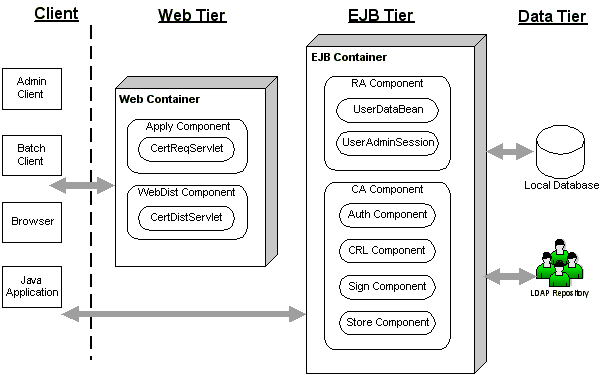 Client
Web Tier
EJB Tier
Data Tier
Admin
Client
Batch
Client
Browser
Java
Application
Web Container
Apply Component
CertReqServlet
WebDist Component
CertDistServlet
EJB Container
RA Component
UserDataBean
UserAdminSession
CA Component
Auth Component
CRL Component
Sign Component
Store Component
Local Database
LDAP Repository